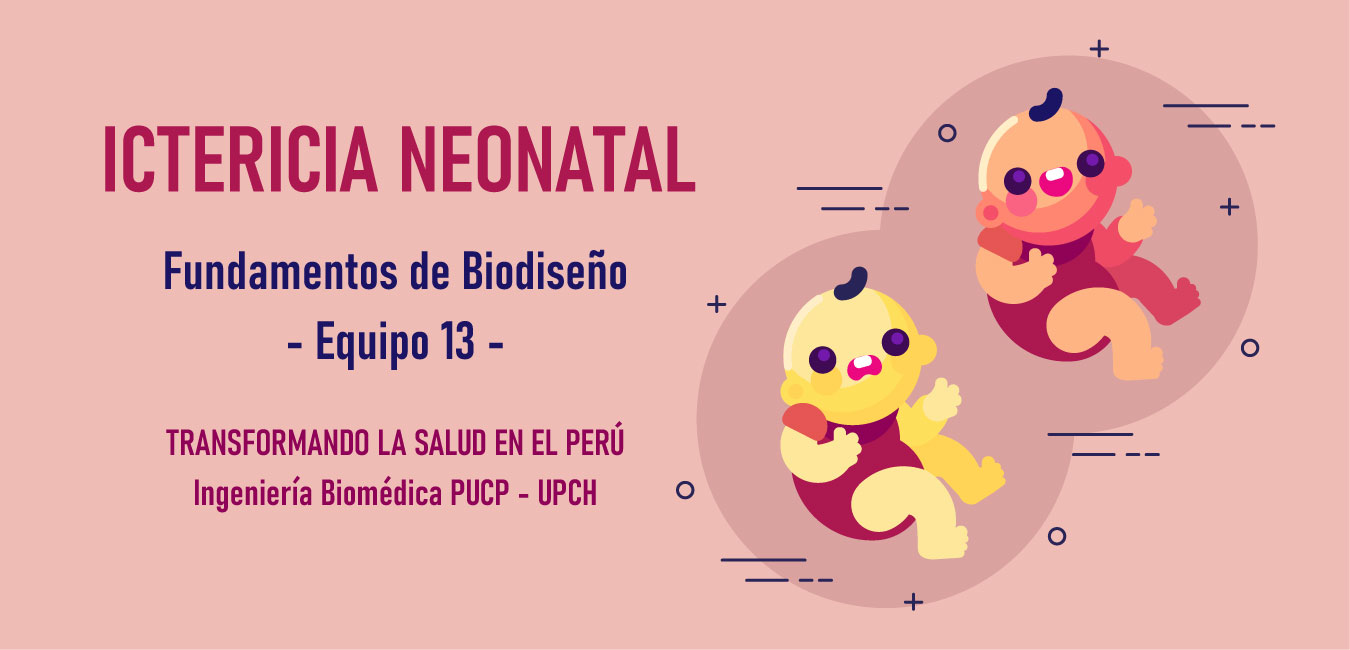 ICTERICIA NEONATAL
Fundamentos de Biodiseño
- Equipo 13 -
TRANSFORMANDO LA SALUD EN EL PERÚ
Ingeniería Biomédica PUCP - UPCH